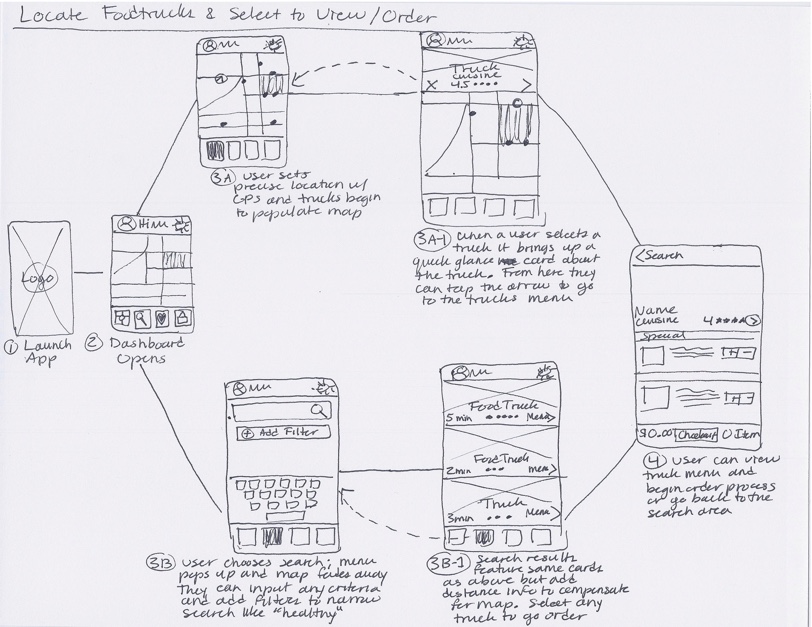 Locate Foodtrucks & Select to View/Order
Truck
cuisine
4.5
X
>
3A
user sets
precise location w/
GPS and trucks begin
to populate map
3A-1
When a user selects a
truck it brings up a
quick glance card about
the truck. From here they
can tap the arrow to go
to the trucks menu
Logo
1 Launch
App
Hi
2 Dashboard
Opens
<Search
Name
cuisine
4
>
Special
$0.00 Checkout 0 Item
4 User can view
truck menu and
begin order process
or go back to the
search area
+ Add Filter
3B user chooses search, menu
pops up and map fades away
They can input any criteria
and add filters to narrow
search like "healthy"
Food Truck
5 min
Menu>
Food Truck
2 min
menu>
Truck
3 min
Menu>
3B-1 Search results
feature same cards
as above but add
distance info to compensate
for map. Select any
truck to go order